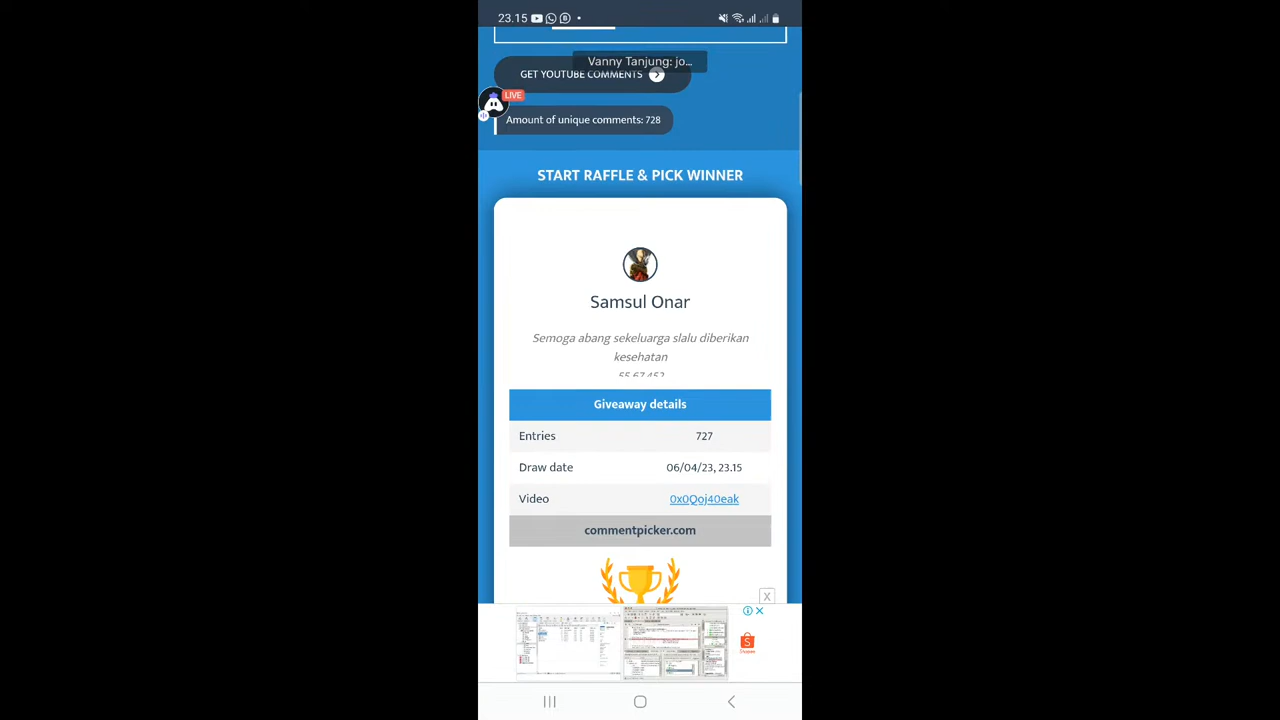 23.15
Vanny Tanjung: jo...
GET YOUTUBE COMMENTS
LIVE
Amount of unique comments: 728
START RAFFLE & PICK WINNER
Samsul Onar
Semoga abang sekeluarga slalu diberikan
kesehatan
Giveaway details
Entries 727
Draw date 06/04/23, 23.15
Video 0x0Qoj40eak
commentpicker.com
X
Shopee